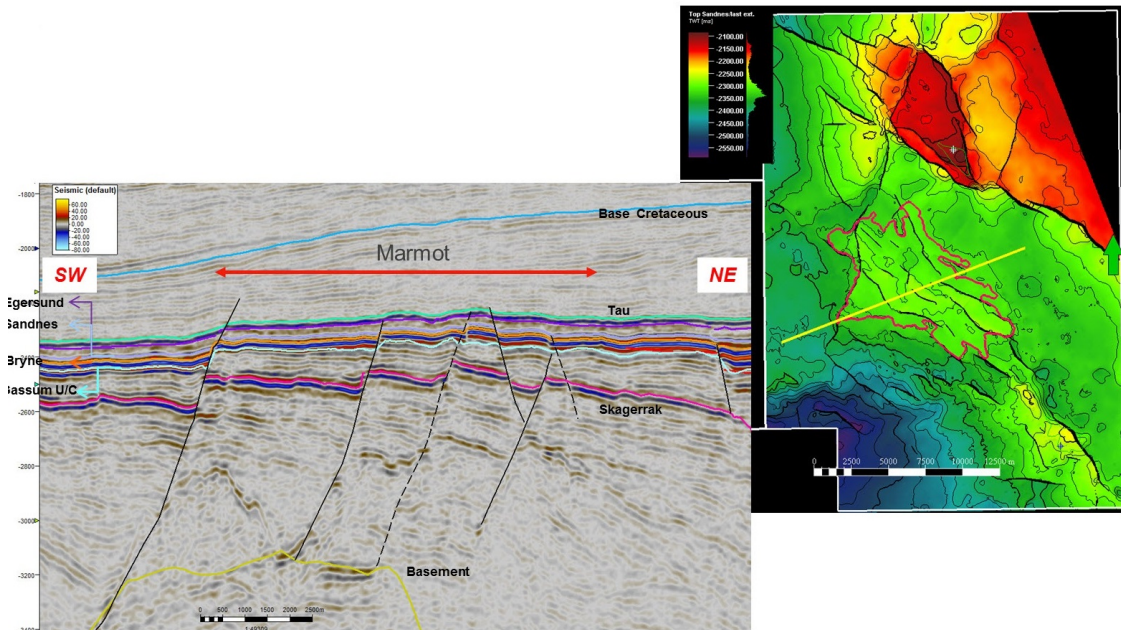 Top Sandnes/last ext.
TWT [ms]
-2100.00
-2150.00
-2200.00
-2250.00
-2300.00
-2350.00
-2400.00
-2450.00
-2500.00
-2550.00
0 2500 5000 7500 10000 12500 m
Seismic (default)
60.00
40.00
20.00
0.00
-20.00
-40.00
-60.00
-80.00
-1800
-2000
-2400
-2600
-2800
-3000
-3200
Base Cretaceous
Marmot
SW
NE
Egersund
Sandnes
Bryne
Gassum U/C
Tau
Skagerrak
Basement
0 500 1000 1500 2000 2500m